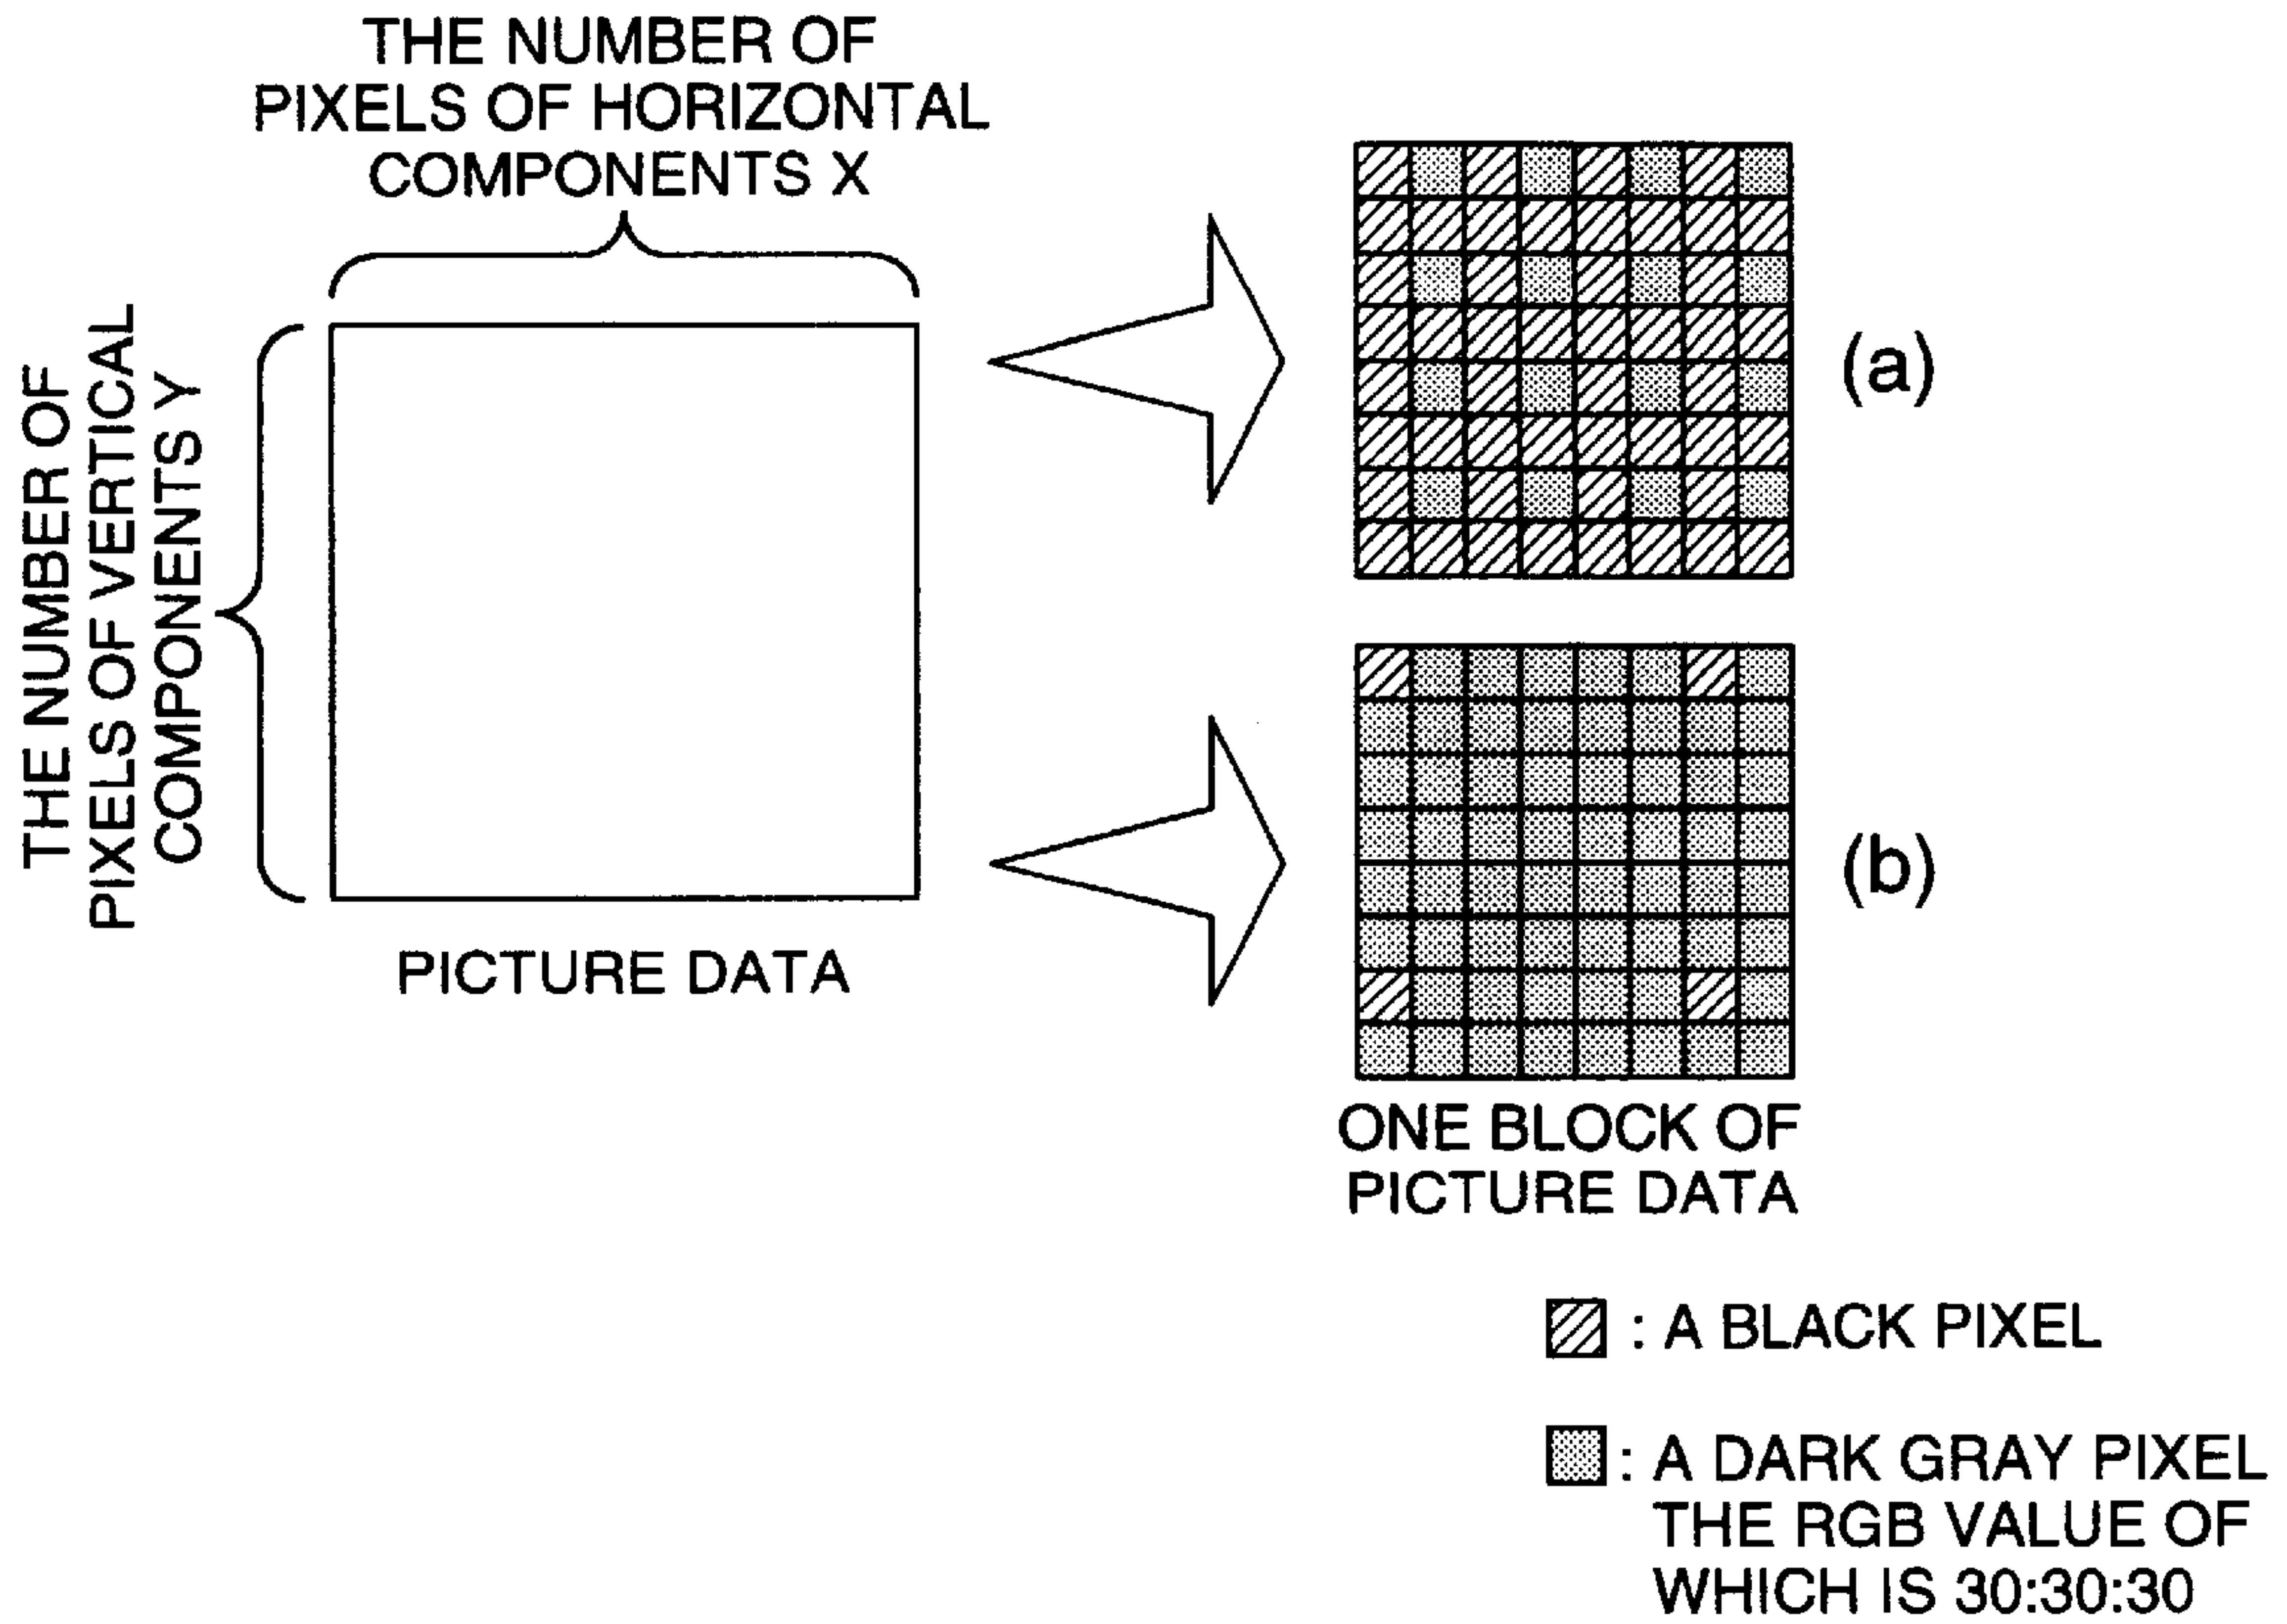 THE NUMBER OF
PIXELS OF HORIZONTAL
COMPONENTS X
THE NUMBER OF
PIXELS OF VERTICAL
COMPONENTS Y
PICTURE DATA
(a)
(b)
ONE BLOCK OF
PICTURE DATA
: A BLACK PIXEL
: A DARK GRAY PIXEL
THE RGB VALUE OF
WHICH IS 30:30:30